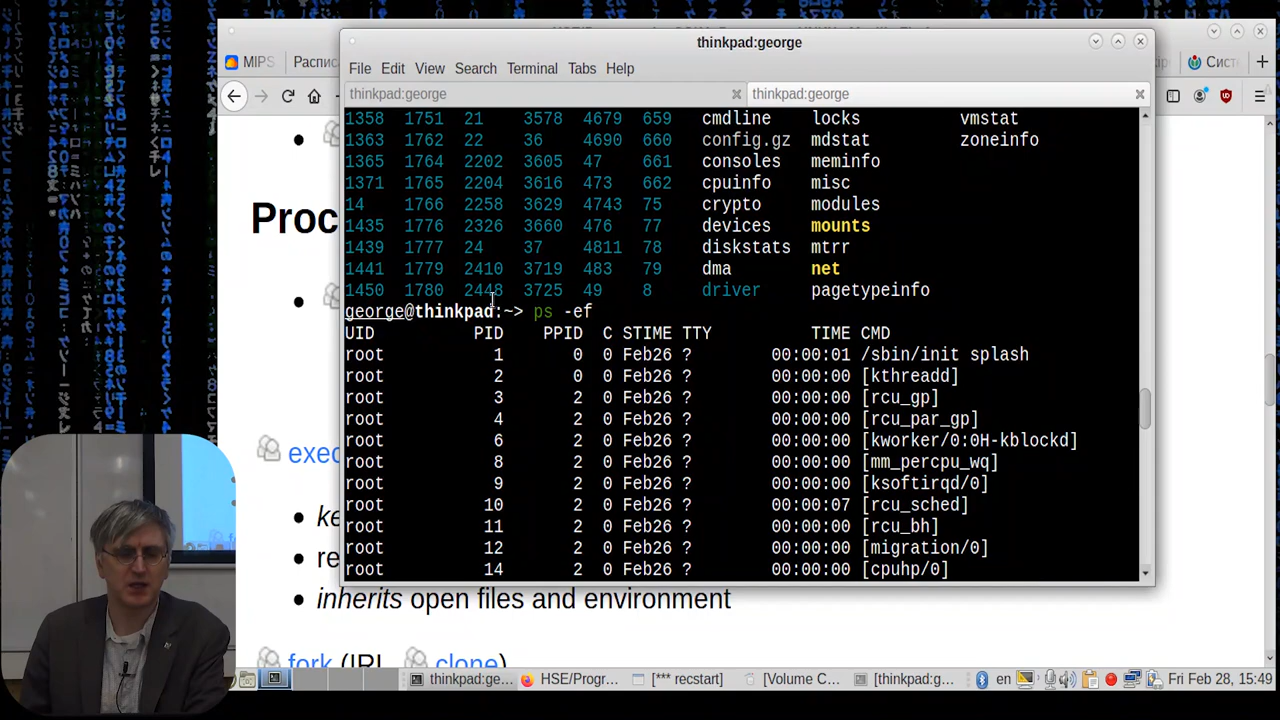 thinkpad:george
MIPS
Распис
Сист
File Edit View Search Terminal Tabs Help
thinkpad:george thinkpad:george
1358 1751 21 3578 4679 659 cmdline locks vmstat
1363 1762 22 36 4690 660 config.gz mdstat zoneinfo
1365 1764 2202 3605 47 661 consoles meminfo
1371 1765 2204 3616 473 662 cpuinfo misc
14 1766 2258 3629 4743 75 crypto modules
1435 1776 2326 3660 476 77 devices mounts
1439 1777 24 37 4811 78 diskstats mtrr
1441 1779 2410 3719 483 79 dma net
1450 1780 2448 3725 49 8 driver pagetypeinfo
george@thinkpad:~> ps -ef
UID PID PPID C STIME TTY TIME CMD
root 1 0 0 Feb26 ? 00:00:01 /sbin/init splash
root 2 0 0 Feb26 ? 00:00:00 [kthreadd]
root 3 2 0 Feb26 ? 00:00:00 [rcu_gp]
root 4 2 0 Feb26 ? 00:00:00 [rcu_par_gp]
root 6 2 0 Feb26 ? 00:00:00 [kworker/0:0H-kblockd]
root 8 2 0 Feb26 ? 00:00:00 [mm_percpu_wq]
root 9 2 0 Feb26 ? 00:00:00 [ksoftirqd/0]
root 10 2 0 Feb26 ? 00:00:07 [rcu_sched]
root 11 2 0 Feb26 ? 00:00:00 [rcu_bh]
root 12 2 0 Feb26 ? 00:00:00 [migration/0]
root 14 2 0 Feb26 ? 00:00:00 [cpuhp/0]
Proc
exec
ke
re
inherits open files and environment
fork (IRL clone)
thinkpad:ge... HSE/Progr... [*** recstart] [Volume C... [thinkpad:g... en Fri Feb 28, 15:49